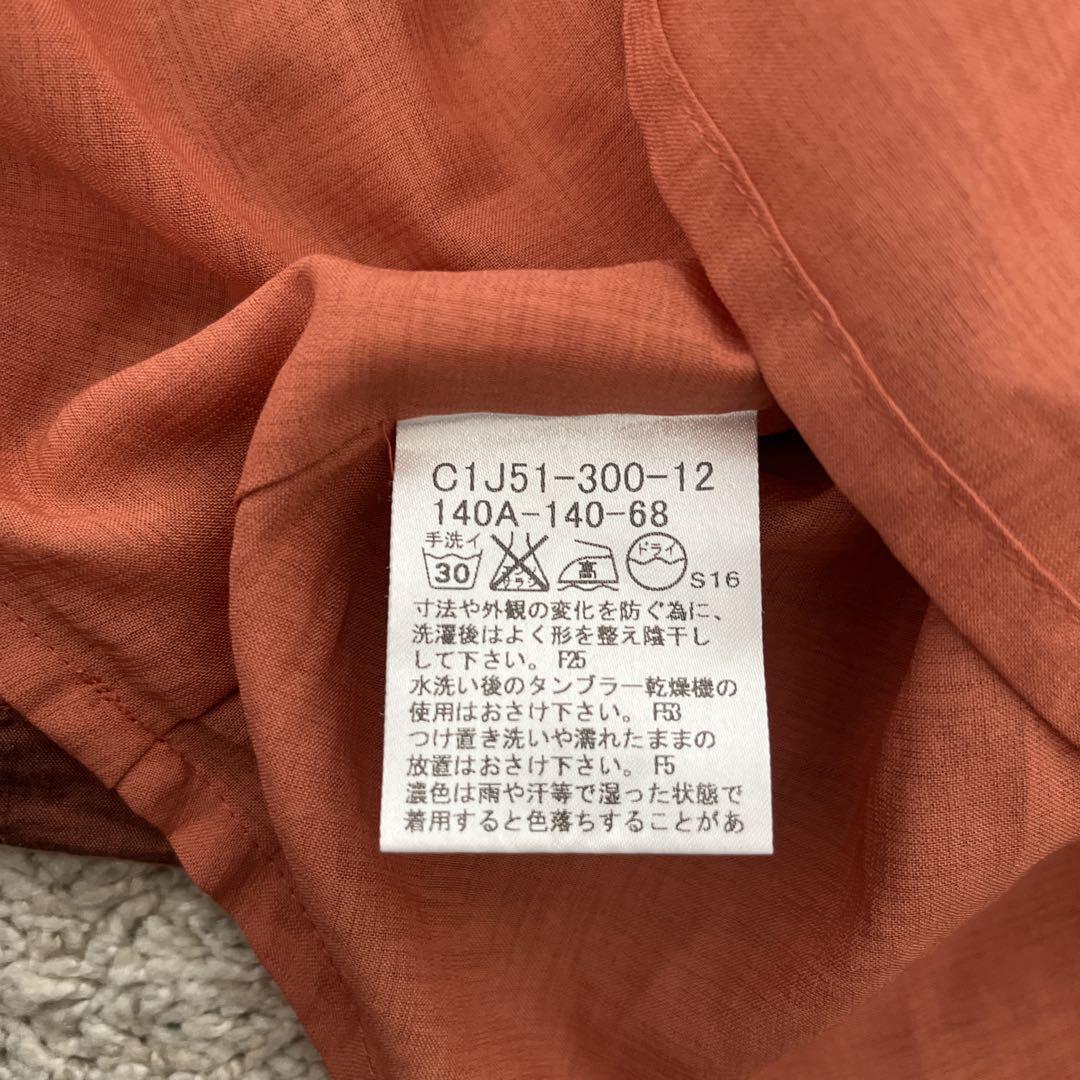 C1J51-300-12
140A-140-68
手洗イ
30 高 ドライ S16
寸法や外観の変化を防ぐ為に、
洗濯後はよく形を整え陰干し
して下さい。 F25
水洗い後のタンブラー乾燥機の
使用はおさけ下さい。 F53
つけ置き洗いや濡れたままの
放置はおさけ下さい。 F5
濃色は雨や汗等で湿った状態で
着用すると色落ちすることがあ